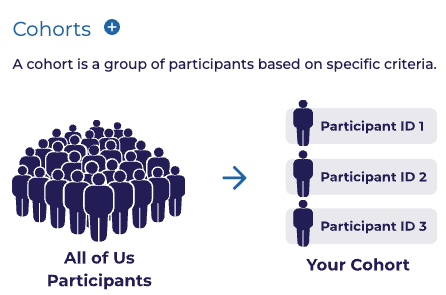 Cohorts
A cohort is a group of participants based on specific criteria.
Participant ID 1
Participant ID 2
Participant ID 3
All of Us
Participants
Your Cohort